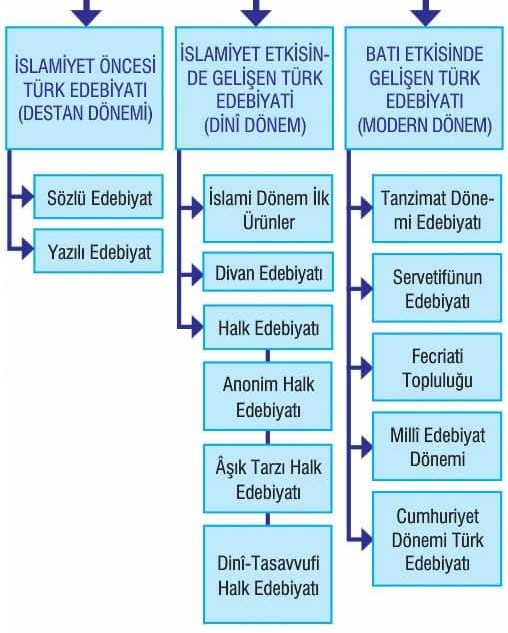 İSLAMİYET ÖNCESİ
TÜRK EDEBİYATI
(DESTAN DÖNEMİ)
Sözlü Edebiyat
Yazılı Edebiyat
İSLAMİYET ETKİSİN-
DE GELİŞEN TÜRK
EDEBİYATİ
(DİNÎ DÖNEM)
İslami Dönem İlk
Ürünler
Divan Edebiyatı
Halk Edebiyatı
Anonim Halk
Edebiyatı
Âşık Tarzı Halk
Edebiyatı
Dinî-Tasavvufi
Halk Edebiyatı
BATI ETKİSİNDE
GELİŞEN TÜRK
EDEBİYATI
(MODERN DÖNEM)
Tanzimat Döne-
mi Edebiyatı
Servetifünun
Edebiyatı
Fecriati
Topluluğu
Millî Edebiyat
Dönemi
Cumhuriyet
Dönemi Türk
Edebiyatı